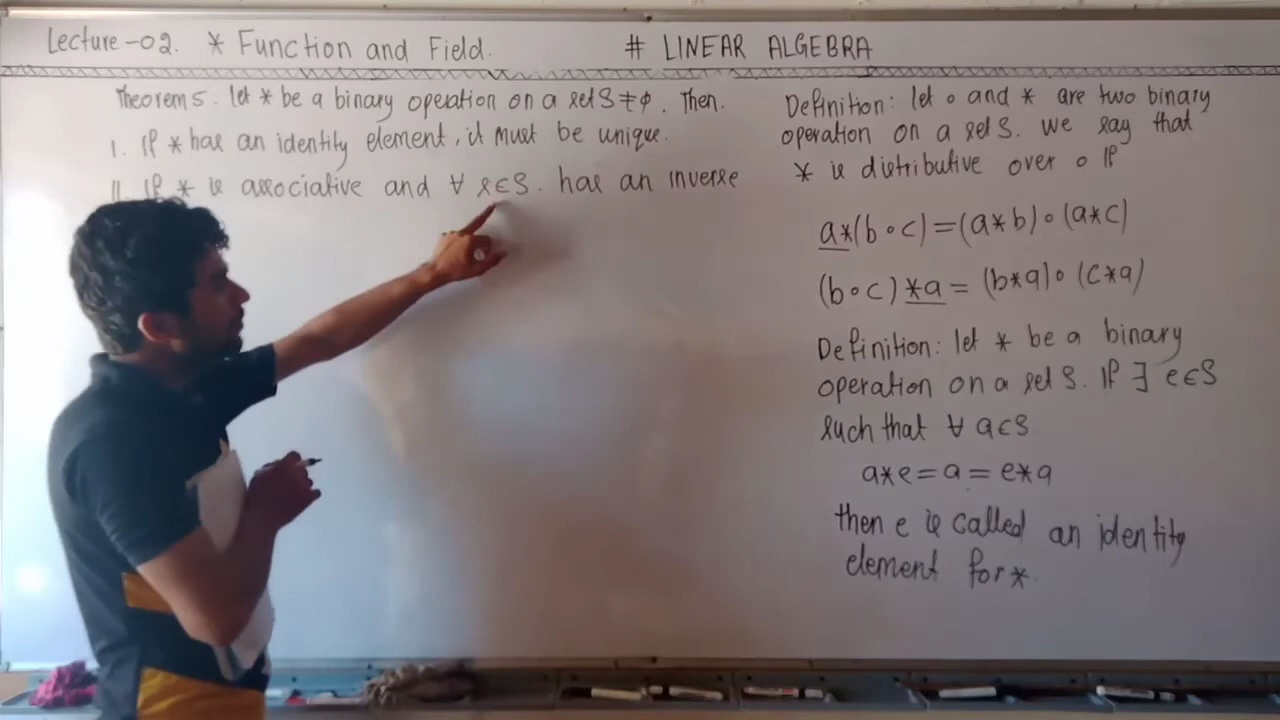 Lecture-02. * Function and Field. # LINEAR ALGEBRA
Theorem 5. let * be a binary operation on a set S ≠ φ. Then.
I. If * has an identity element, it must be unique.
II If * is associative and ∀ s∈S. has an inverse
Definition: let ∘ and * are two binary
operation on a set S. we say that
* is distributive over ∘ if
a*(b∘c)=(a*b)∘(a*c)
(b∘c)*a=(b*a)∘(c*a)
Definition: let * be a binary
operation on a set S. If ∃ e∈S
such that ∀ a∈S
a*e=a=e*a
then e is called an identity
element for *.